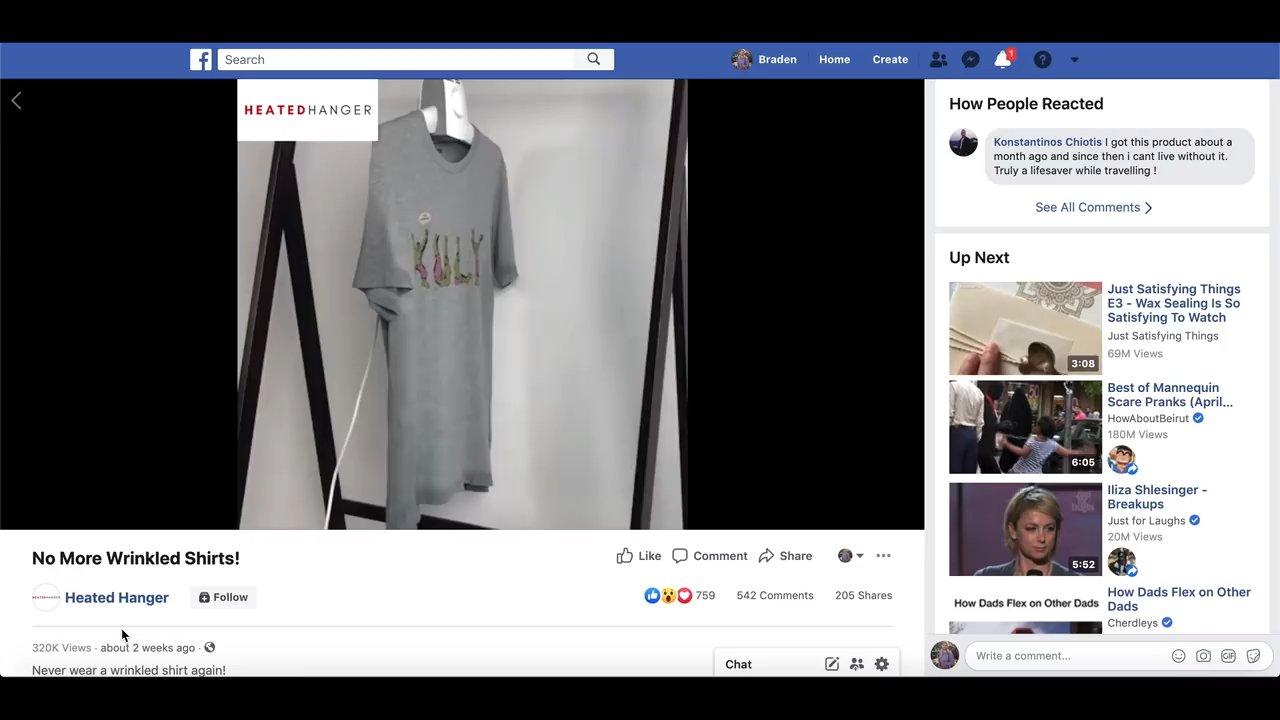 f
Search
Braden
Home
Create
1
HEATEDHANGER
KULY
How People Reacted
Konstantinos Chiotis I got this product about a
month ago and since then i cant live without it.
Truly a lifesaver while travelling !
See All Comments
Up Next
3:08
Just Satisfying Things
E3 - Wax Sealing Is So
Satisfying To Watch
Just Satisfying Things
69M Views
6:05
Best of Mannequin
Scare Pranks (April...
HowAboutBeirut
180M Views
5:52
Iliza Shlesinger -
Breakups
Just for Laughs
20M Views
How Dads Flex on Other Dads
How Dads Flex on Other
Dads
Cherdleys
No More Wrinkled Shirts!
Like
Comment
Share
Heated Hanger
Follow
759
542 Comments
205 Shares
320K Views · about 2 weeks ago ·
Never wear a wrinkled shirt again!
Chat
Write a comment...
GIF